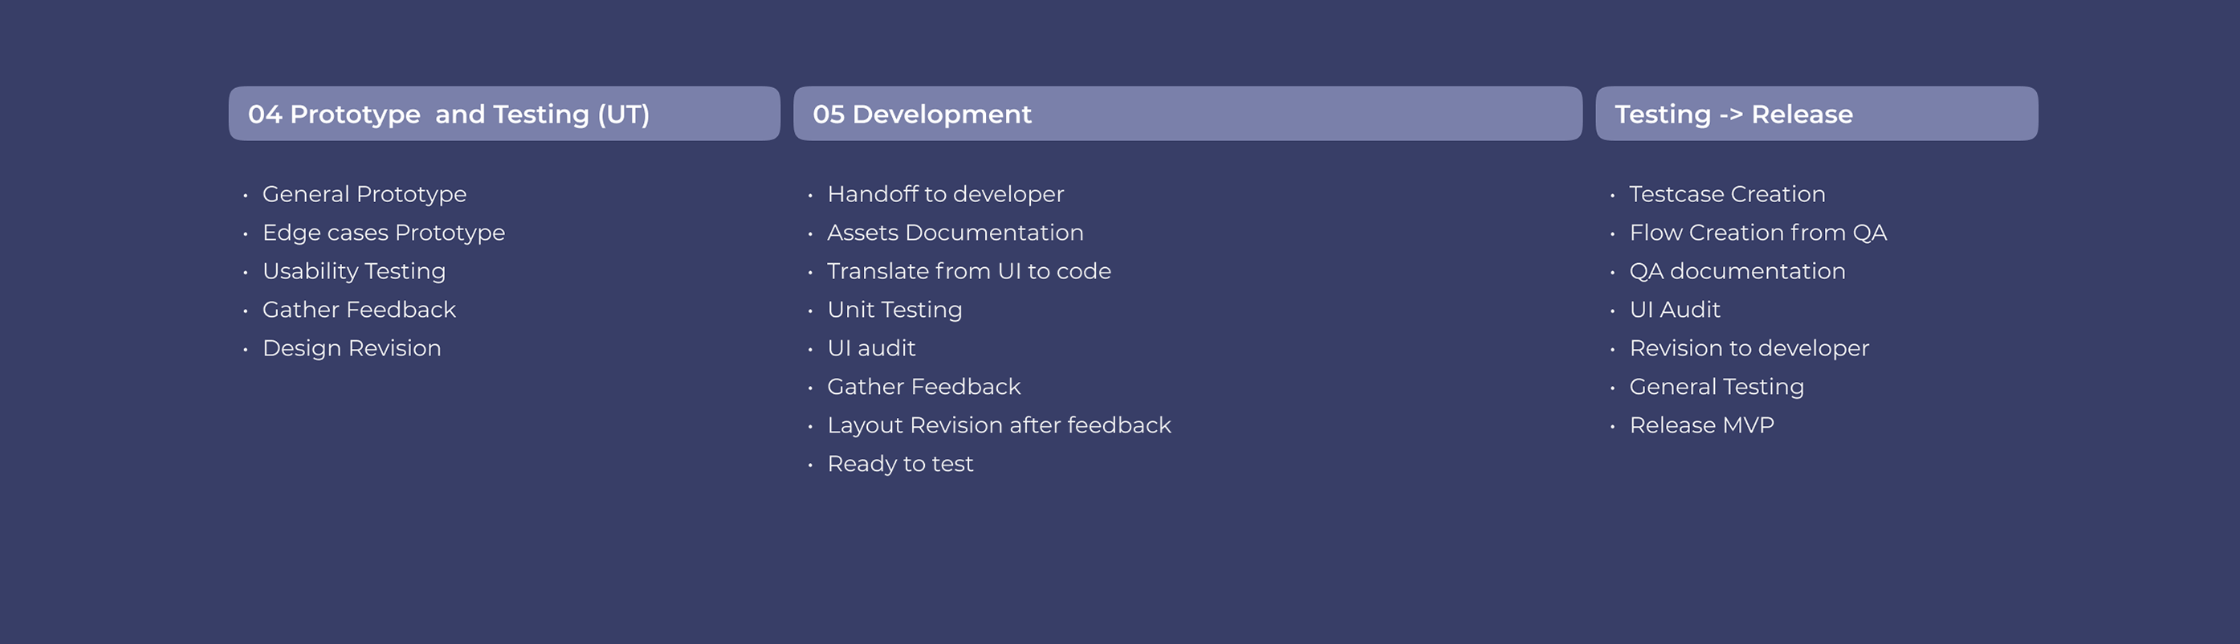 04 Prototype  and Testing (UT)
• General Prototype
• Edge cases Prototype
• Usability Testing
• Gather Feedback
• Design Revision
05 Development
• Handoff to developer
• Assets Documentation
• Translate from UI to code
• Unit Testing
• UI audit
• Gather Feedback
• Layout Revision after feedback
• Ready to test
Testing -> Release
• Testcase Creation
• Flow Creation from QA
• QA documentation
• UI Audit
• Revision to developer
• General Testing
• Release MVP